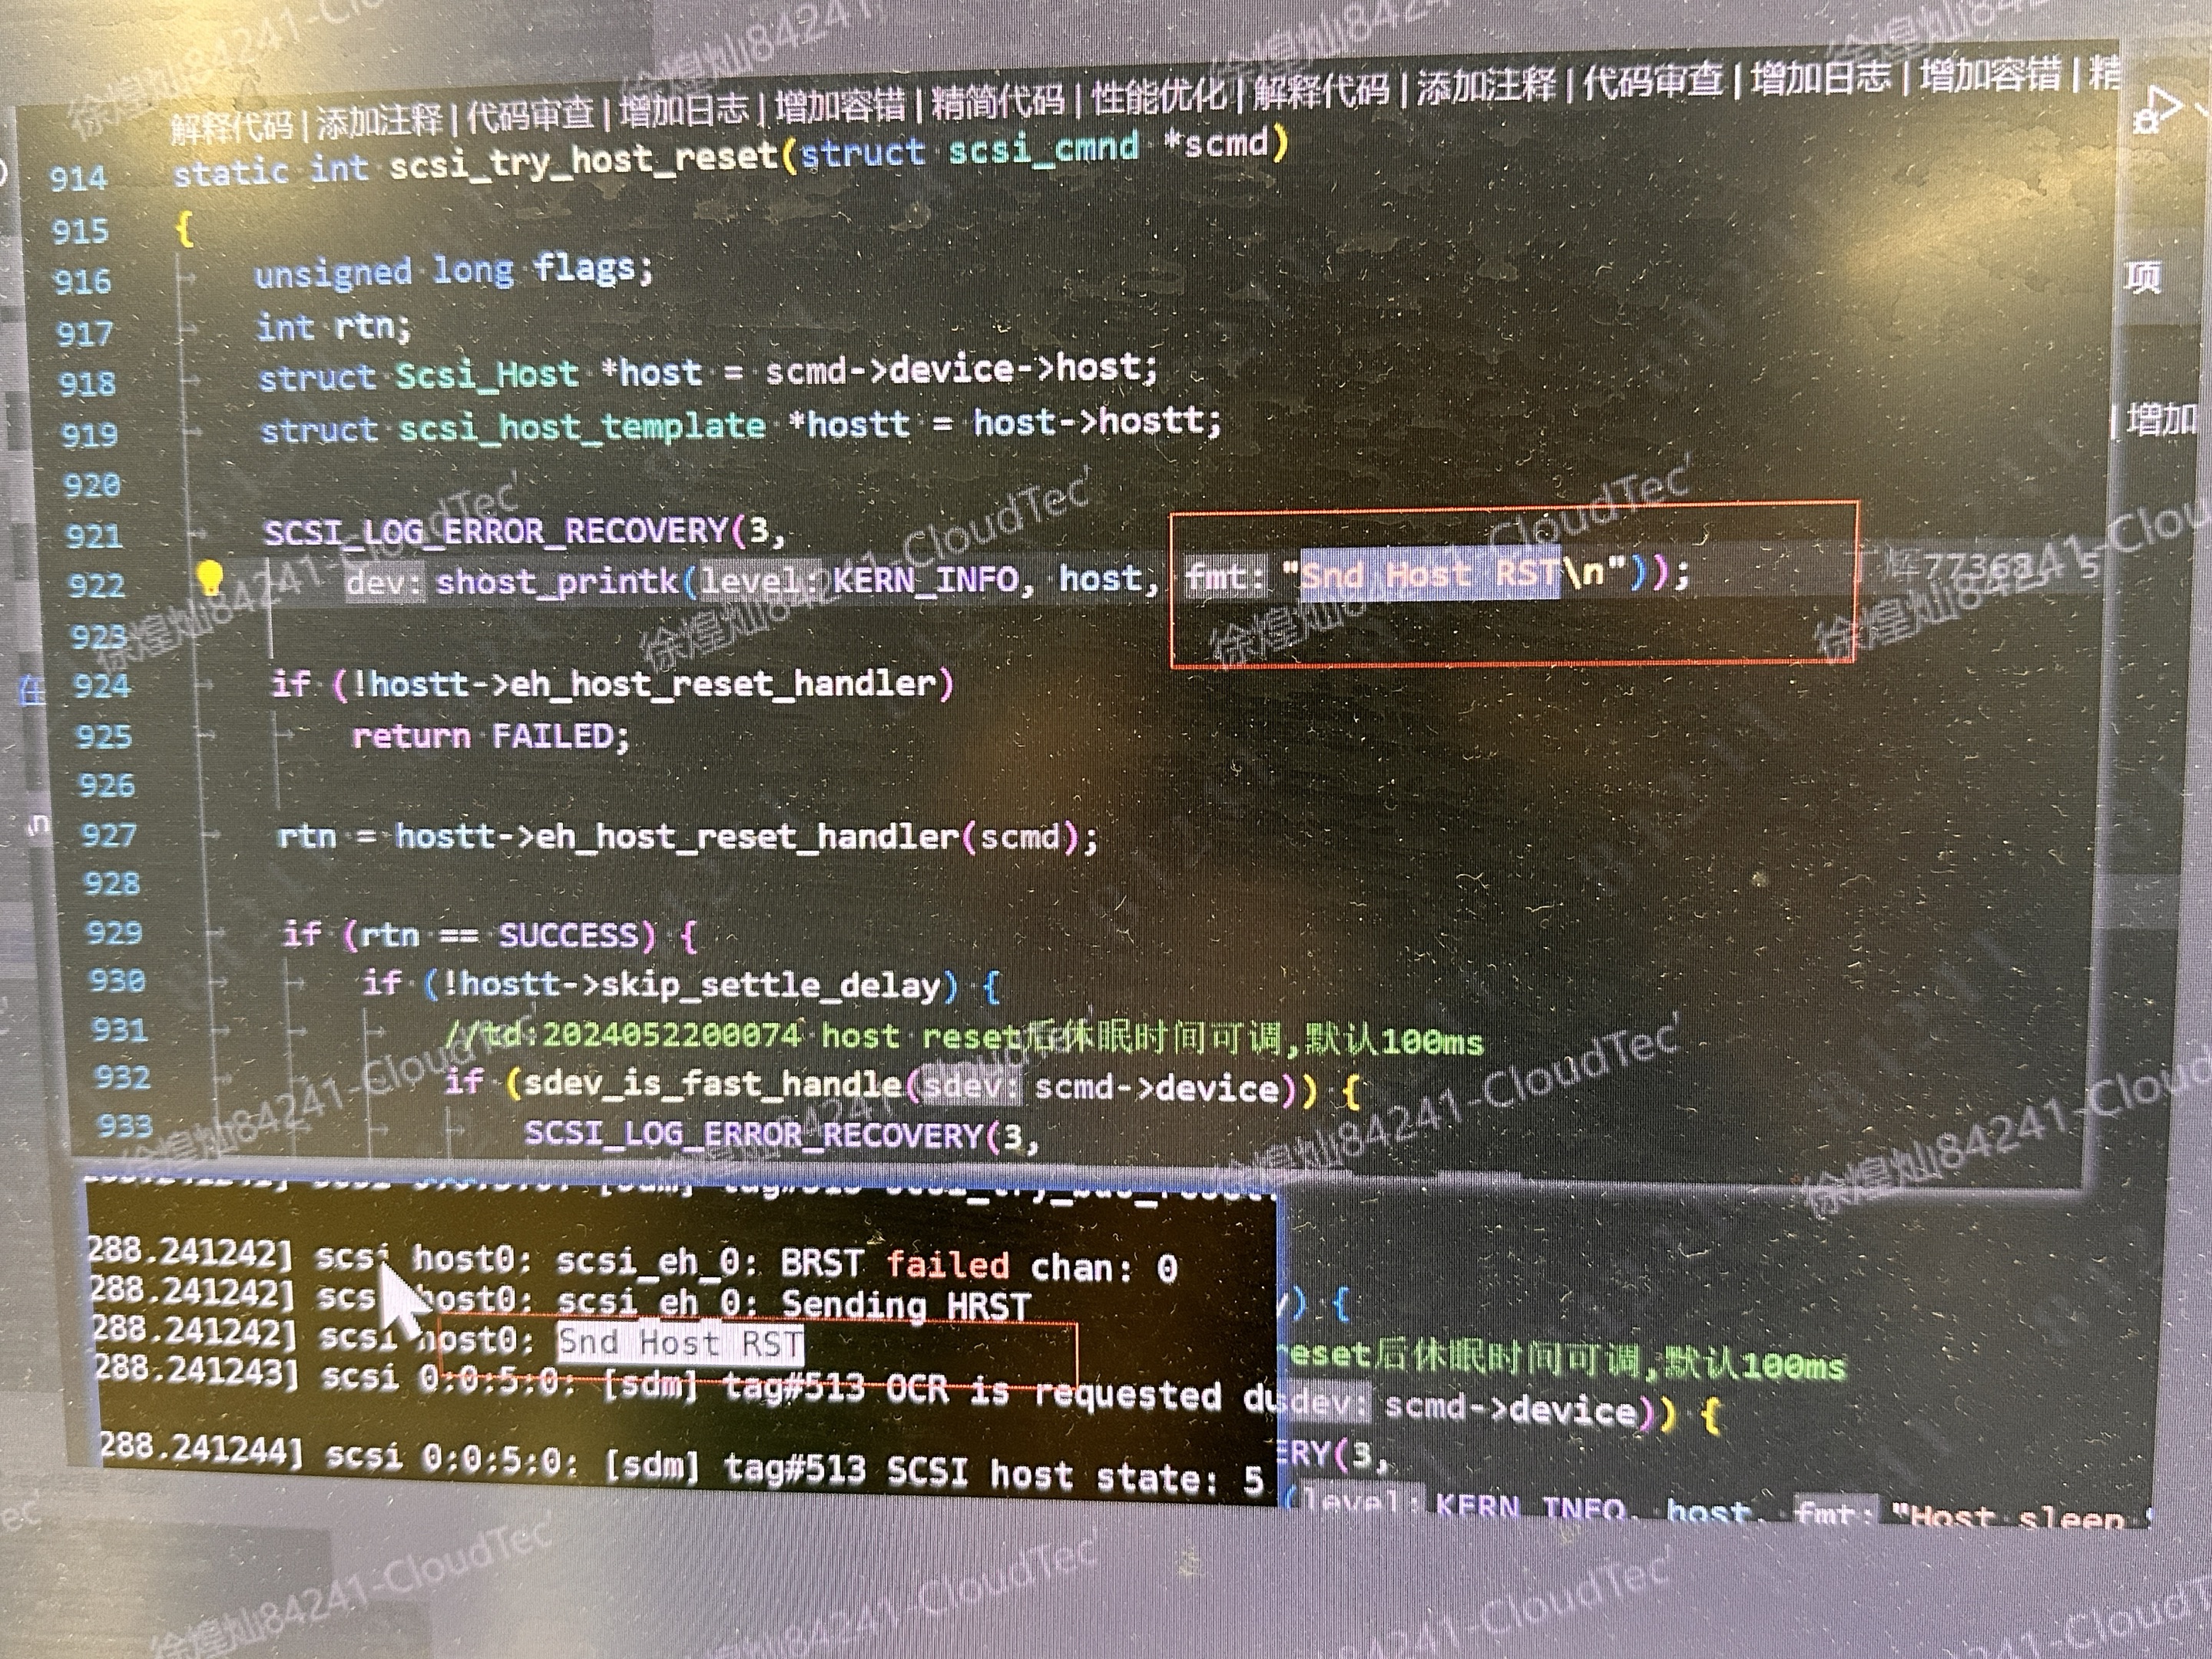 解释代码 | 添加注释 | 代码审查 | 增加日志 | 增加容错 | 精简代码 | 性能优化 | 解释代码 | 添加注释 | 代码审查 | 增加日志 | 增加容错 | 精
914 static int scsi_try_host_reset(struct scsi_cmnd *scmd)
915 {
916 unsigned long flags;
917 int rtn;
918 struct Scsi_Host *host = scmd->device->host;
919 struct scsi_host_template *hostt = host->hostt;
920
921 SCSI_LOG_ERROR_RECOVERY(3,
922 dev: shost_printk(level: KERN_INFO, host, fmt: "Snd Host RST\n"));
923
924 if (!hostt->eh_host_reset_handler)
925 return FAILED;
926
927 rtn = hostt->eh_host_reset_handler(scmd);
928
929 if (rtn == SUCCESS) {
930 if (!hostt->skip_settle_delay) {
931 //td:2024052200074 host reset后休眠时间可调,默认100ms
932 if (sdev_is_fast_handle(sdev: scmd->device)) {
933 SCSI_LOG_ERROR_RECOVERY(3,
项
| 增加
288.241242] scsi host0: scsi_eh_0: BRST failed chan: 0
288.241242] scsi host0: scsi_eh_0: Sending HRST
288.241242] scsi host0: Snd Host RST
288.241243] scsi 0:0:5:0: [sdm] tag#513 OCR is requested du
288.241244] scsi 0:0:5:0: [sdm] tag#513 SCSI host state: 5
) {
eset后休眠时间可调,默认100ms
sdev: scmd->device)) {
ERY(3,
(level: KERN_INFO, host, fmt: "Host sleep
徐煌灿84241-CloudTec